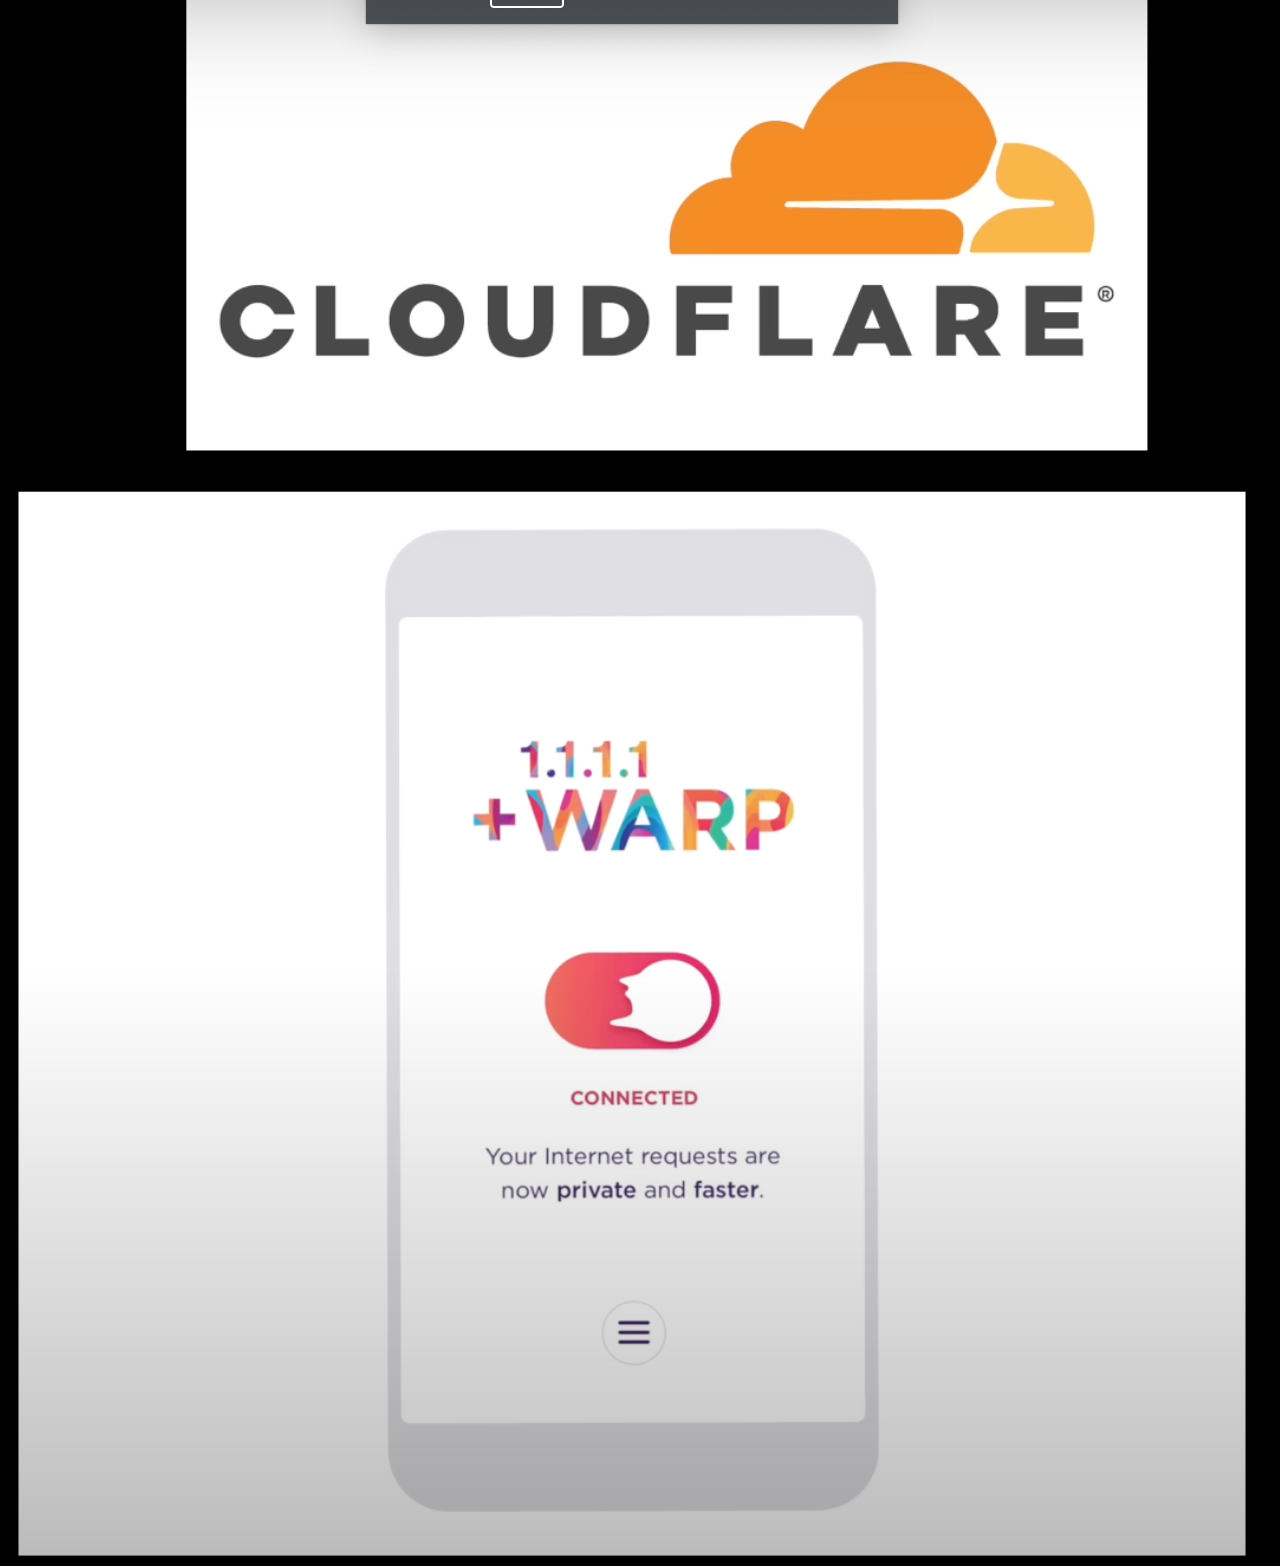 CLOUDFLARE®
1.1.1.1
+WARP
CONNECTED
Your Internet requests are
now private and faster.